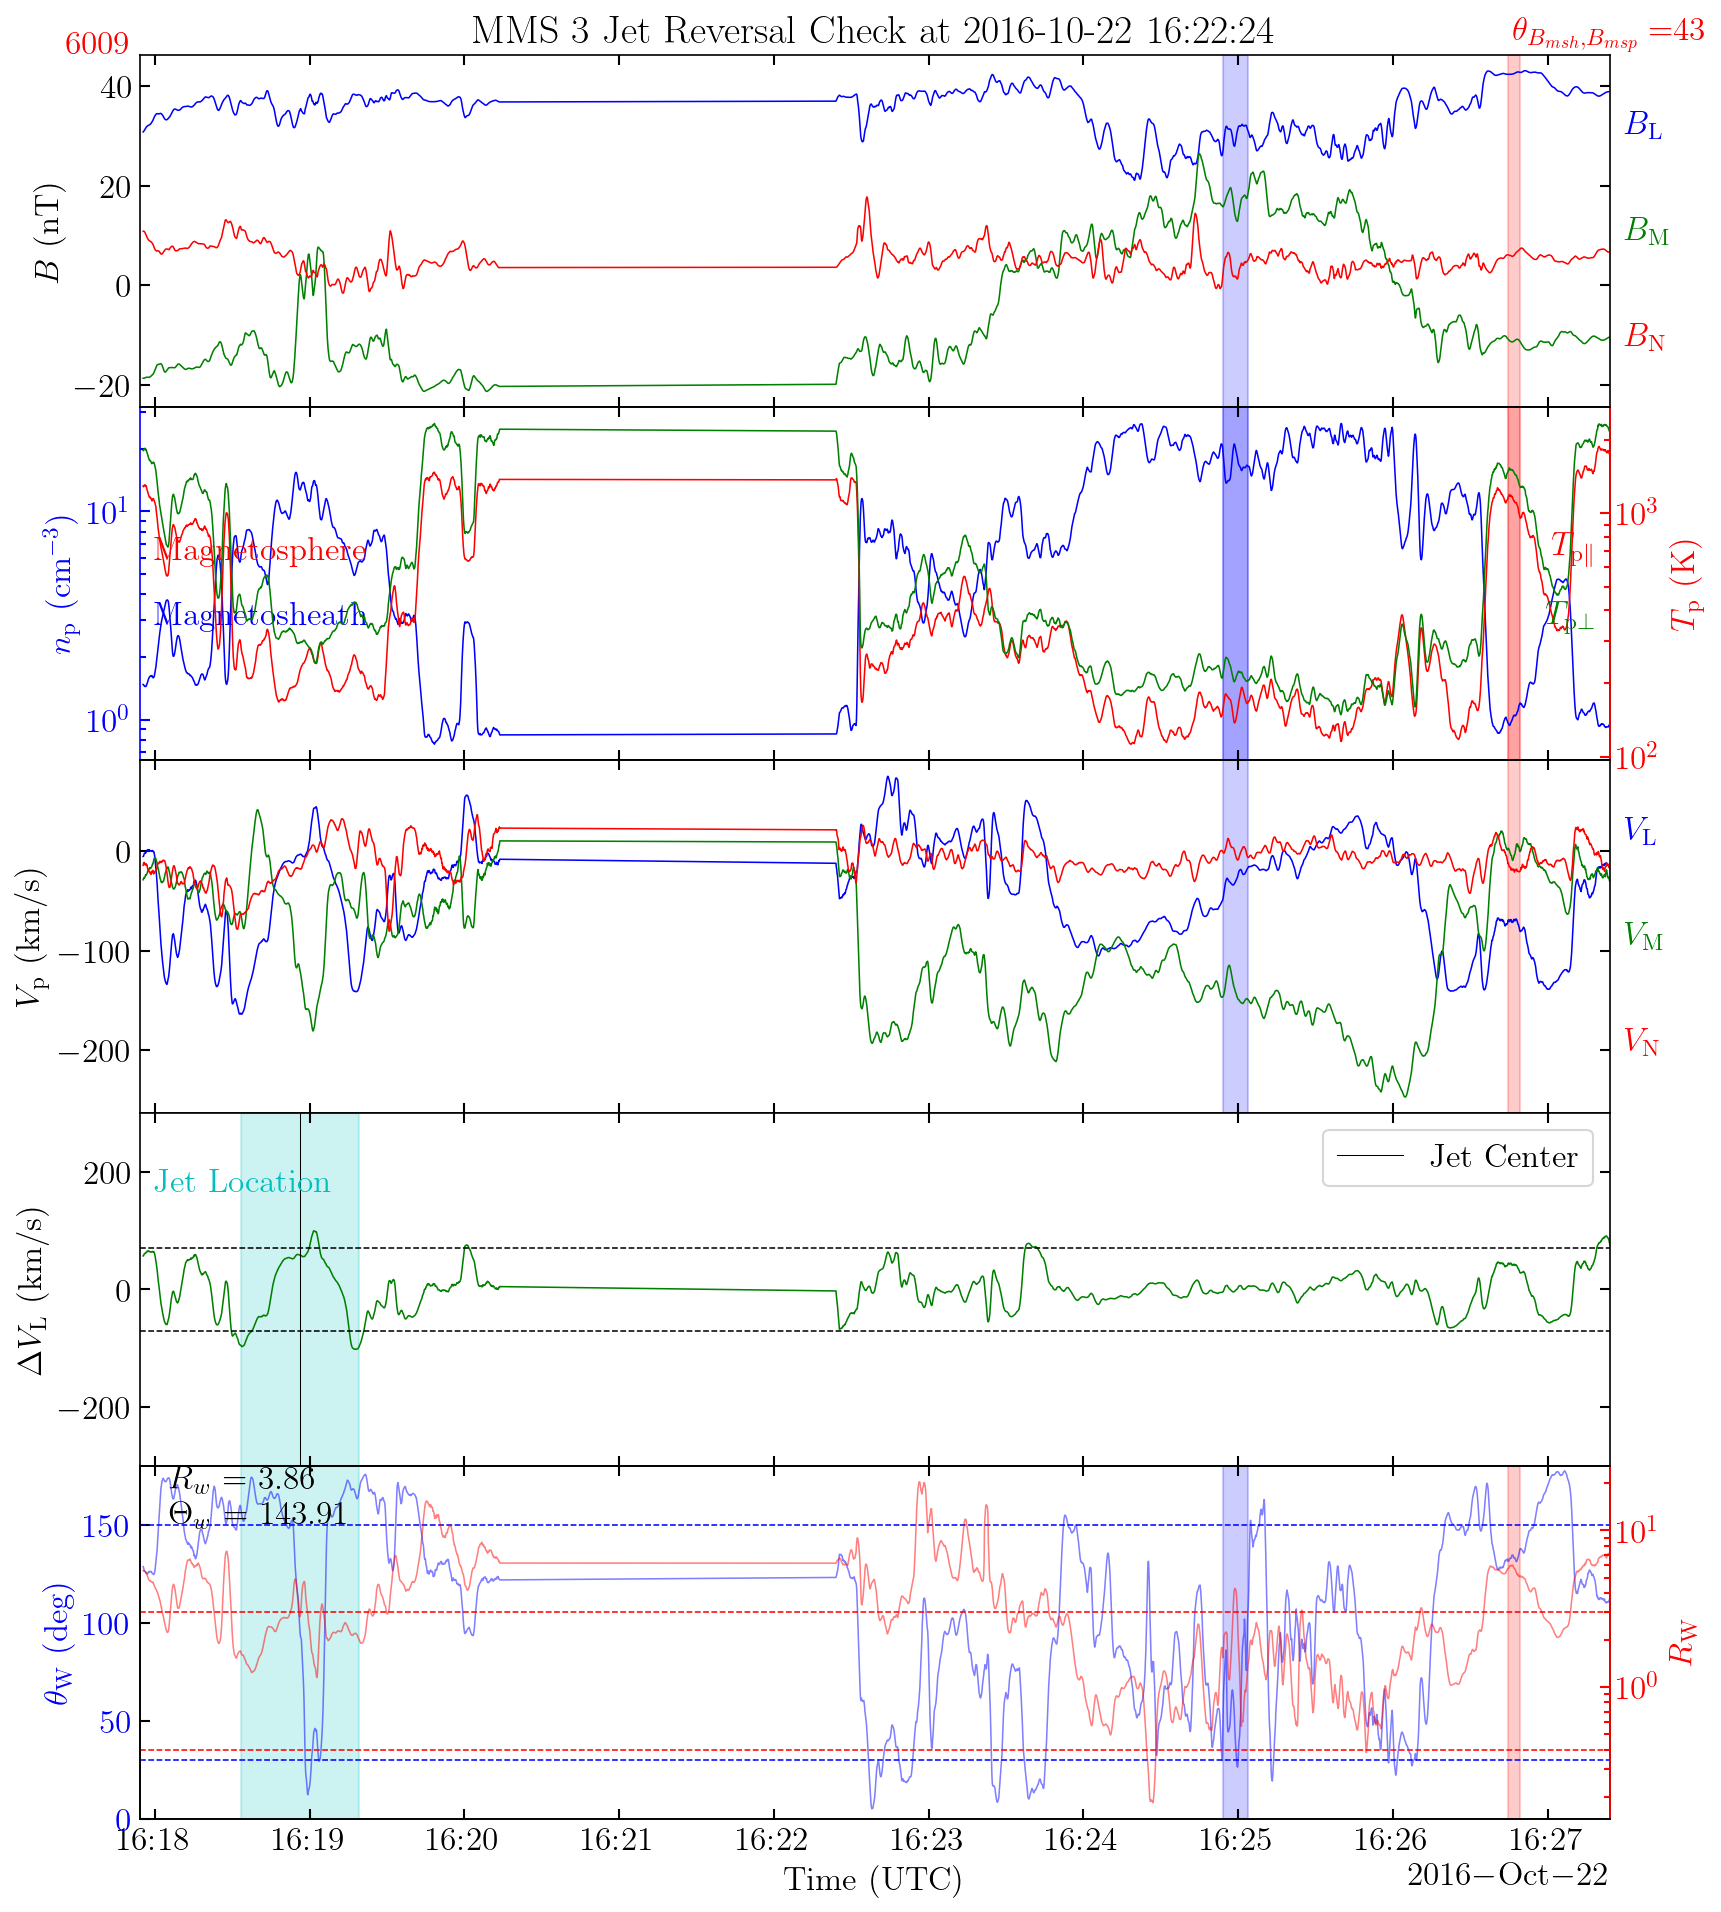 MMS 3 Jet Reversal Check at 2016-10-22 16:22:24
6009
θ_{B_{msh},B_{msp}} =43
B (nT)
40
20
0
−20
B_L
B_M
B_N
n_p (cm^{−3})
10^1
10^0
Magnetosphere
Magnetosheath
T_{p∥}
T_{p⊥}
10^3
10^2
T_p (K)
V_p (km/s)
0
−100
−200
V_L
V_M
V_N
ΔV_L (km/s)
200
0
−200
Jet Location
Jet Center
R_w = 3.86
Θ_w = 143.91
θ_W (deg)
150
100
50
0
10^1
10^0
R_W
16:18 16:19 16:20 16:21 16:22 16:23 16:24 16:25 16:26 16:27
Time (UTC)
2016−Oct−22